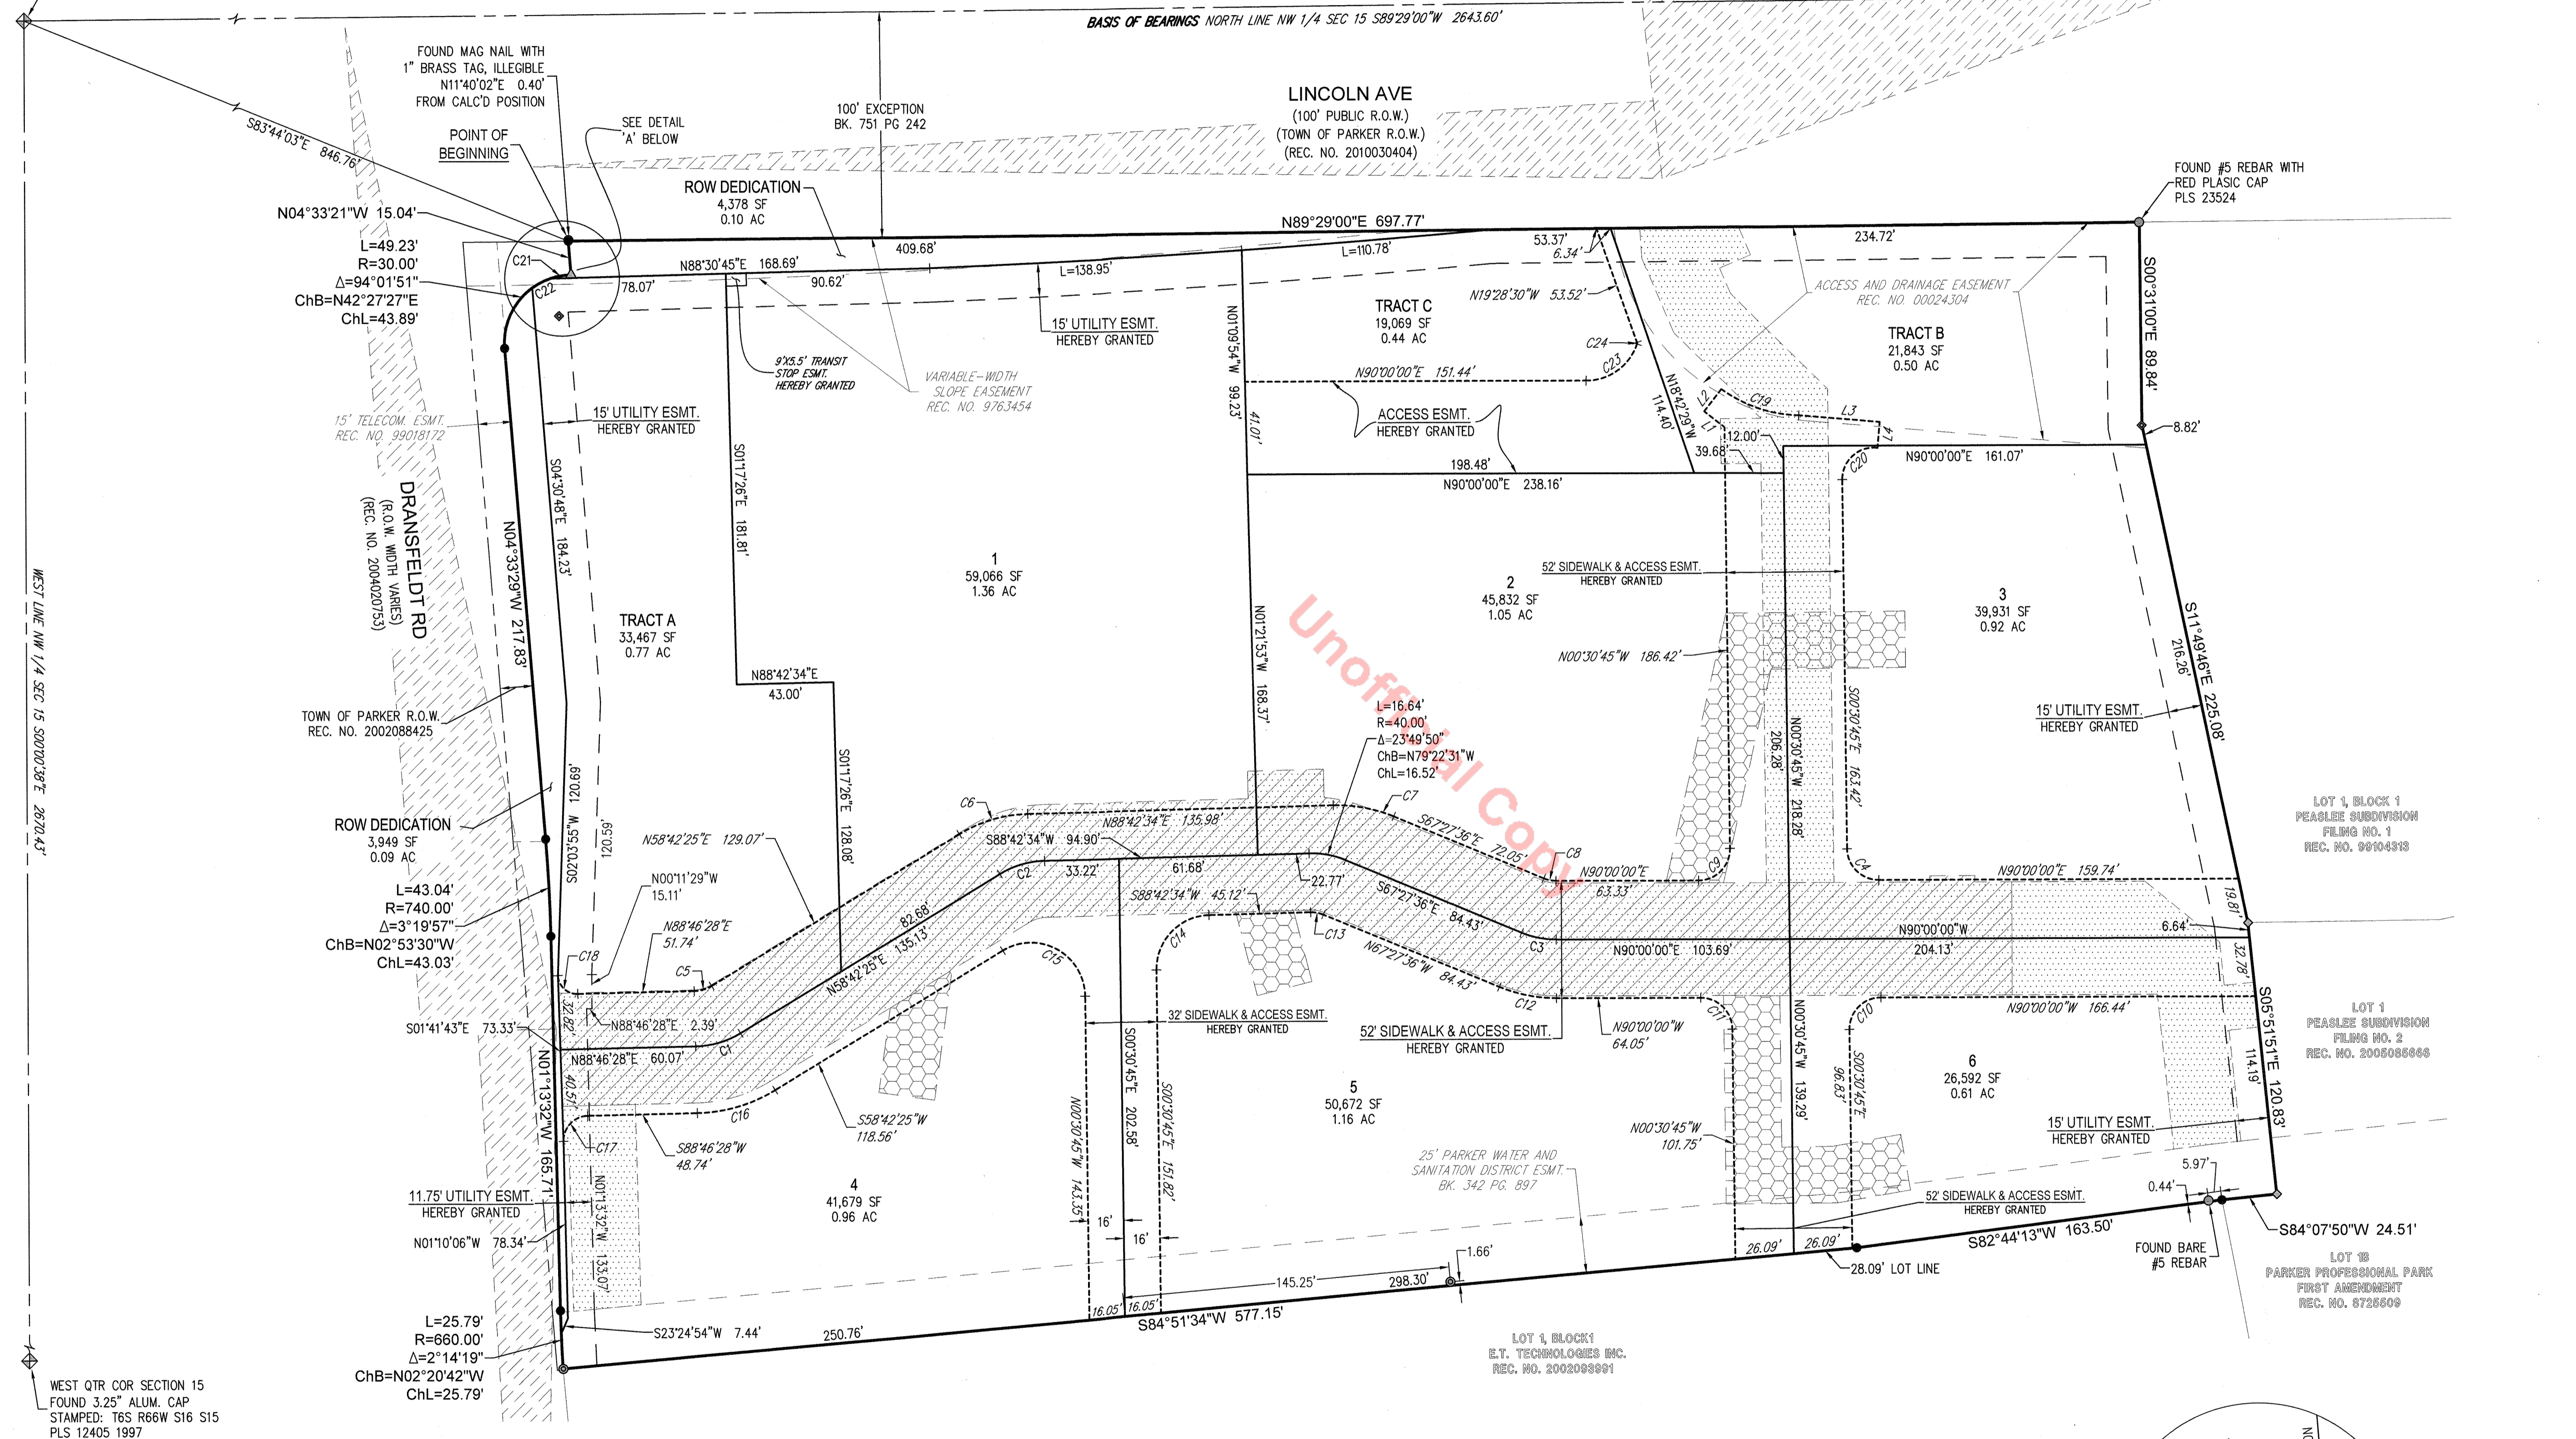 BASIS OF BEARINGS NORTH LINE NW 1/4 SEC 15 S89°29'00"W 2643.60'
FOUND MAG NAIL WITH
1" BRASS TAG, ILLEGIBLE
N11°40'02"E 0.40'
FROM CALC'D POSITION
S83°44'03"E 846.76'
POINT OF
BEGINNING
SEE DETAIL
'A' BELOW
100' EXCEPTION
BK. 751 PG 242
LINCOLN AVE
(100' PUBLIC R.O.W.)
(TOWN OF PARKER R.O.W.)
(REC. NO. 2010030404)
FOUND #5 REBAR WITH
RED PLASIC CAP
PLS 23524
ROW DEDICATION
4,378 SF
0.10 AC
N04°33'21"W 15.04'
N89°29'00"E 697.77'
L=49.23'
R=30.00'
Δ=94°01'51"
ChB=N42°27'27"E
ChL=43.89'
C21
C22
N88°30'45"E 168.69'
409.68'
78.07'
90.62'
L=138.95'
L=110.78'
53.37'
6.34'
234.72'
15' UTILITY ESMT.
HEREBY GRANTED
N19°28'30"W 53.52'
TRACT C
19,069 SF
0.44 AC
ACCESS AND DRAINAGE EASEMENT
REC. NO 00024304
TRACT B
21,843 SF
0.50 AC
S00°31'00"E 89.84'
8.82'
9'X5.5' TRANSIT
STOP ESMT.
HEREBY GRANTED
VARIABLE-WIDTH
SLOPE EASEMENT
REC. NO. 9763454
N01°09'54"W 99.23'
41.01'
C24
C23
N90°00'00"E 151.44'
N18°42'29"W
114.40'
L2
L1
C19
L3
L4
12.00'
39.68'
C20
N90°00'00"E 161.07'
ACCESS ESMT.
HEREBY GRANTED
198.48'
N90°00'00"E 238.16'
15' TELECOM. ESMT.
REC. NO. 99018172
15' UTILITY ESMT.
HEREBY GRANTED
S04°30'48"E 184.23'
S01°17'26"E 181.81'
DRANSFELDT RD
(R.O.W. WIDTH VARIES)
(REC. NO. 2004020753)
N04°33'29"W 217.83'
WEST LINE NW 1/4 SEC 15 S00°00'38"E 2670.43'
TRACT A
33,467 SF
0.77 AC
1
59,066 SF
1.36 AC
2
45,832 SF
1.05 AC
3
39,931 SF
0.92 AC
52' SIDEWALK & ACCESS ESMT.
HEREBY GRANTED
N00°30'45"W 186.42'
S11°49'46"E 225.08'
216.26'
15' UTILITY ESMT.
HEREBY GRANTED
N88°42'34"E
43.00'
N01°21'53"W 168.37'
L=16.64'
R=40.00'
Δ=23°49'50"
ChB=N79°22'31"W
ChL=16.52'
Unofficial Copy
N00°30'45"W 218.28'
206.28'
S00°30'45"E 163.42'
TOWN OF PARKER R.O.W.
REC. NO. 2002088425
S02°03'55"W 120.69'
120.59'
S01°17'26"E 128.08'
ROW DEDICATION
3,949 SF
0.09 AC
L=43.04'
R=740.00'
Δ=3°19'57"
ChB=N02°53'30"W
ChL=43.03'
N58°42'25"E 129.07'
N00°11'29"W
15.11'
N88°46'28"E
51.74'
C18
C5
C6
N88°42'34"E 135.98'
S88°42'34"W 94.90'
C7
S67°27'36"E 72.05'
C8
N90°00'00"E
63.33'
C9
C4
N90°00'00"E 159.74'
LOT 1, BLOCK 1
PEASLEE SUBDIVISION
FILING NO. 1
REC. NO. 99104313
C2
33.22'
61.68'
22.77'
S88°42'34"W 45.12'
S67°27'36"E 84.43'
19.81'
82.68'
N58°42'25"E 135.13'
C15
C14
C13
N67°27'36"W 84.43'
C3
N90°00'00"E 103.69'
N90°00'00"W
204.13'
6.64'
32.78'
C12
C11
C10
N90°00'00"W 166.44'
S01°41'43"E 73.33'
32.82'
N88°46'28"E 2.39'
N88°46'28"E 60.07'
C1
32' SIDEWALK & ACCESS ESMT.
HEREBY GRANTED
52' SIDEWALK & ACCESS ESMT.
HEREBY GRANTED
N90°00'00"W
64.05'
LOT 1
PEASLEE SUBDIVISION
FILING NO. 2
REC. NO. 2005085666
S05°51'51"E 120.83'
114.19'
N01°13'32"W 165.71'
40.51'
C16
C17
S88°46'28"W
48.74'
S58°42'25"W
118.56'
N00°30'45"W 143.35'
S00°30'45"E 202.58'
S00°30'45"E 151.82'
5
50,672 SF
1.16 AC
6
26,592 SF
0.61 AC
N00°30'45"W 139.29'
S00°30'45"E
96.83'
N00°30'45"W
101.75'
15' UTILITY ESMT.
HEREBY GRANTED
25' PARKER WATER AND
SANITATION DISTRICT ESMT.
BK. 342 PG. 897
4
41,679 SF
0.96 AC
11.75' UTILITY ESMT.
HEREBY GRANTED
N01°10'06"W 78.34'
N01°13'32"W 133.07'
16'
16'
52' SIDEWALK & ACCESS ESMT.
HEREBY GRANTED
5.97'
0.44'
S84°07'50"W 24.51'
FOUND BARE
#5 REBAR
S82°44'13"W 163.50'
26.09'
26.09'
28.09' LOT LINE
1.66'
145.25'
298.30'
16.05'
16.05'
S84°51'34"W 577.15'
250.76'
S23°24'54"W 7.44'
L=25.79'
R=660.00'
Δ=2°14'19"
ChB=N02°20'42"W
ChL=25.79'
LOT 1B
PARKER PROFESSIONAL PARK
FIRST AMENDMENT
REC. NO. 8725509
LOT 1, BLOCK1
E.T. TECHNOLOGIES INC.
REC. NO. 2002093991
WEST QTR COR SECTION 15
FOUND 3.25" ALUM. CAP
STAMPED: T6S R66W S16 S15
PLS 12405 1997